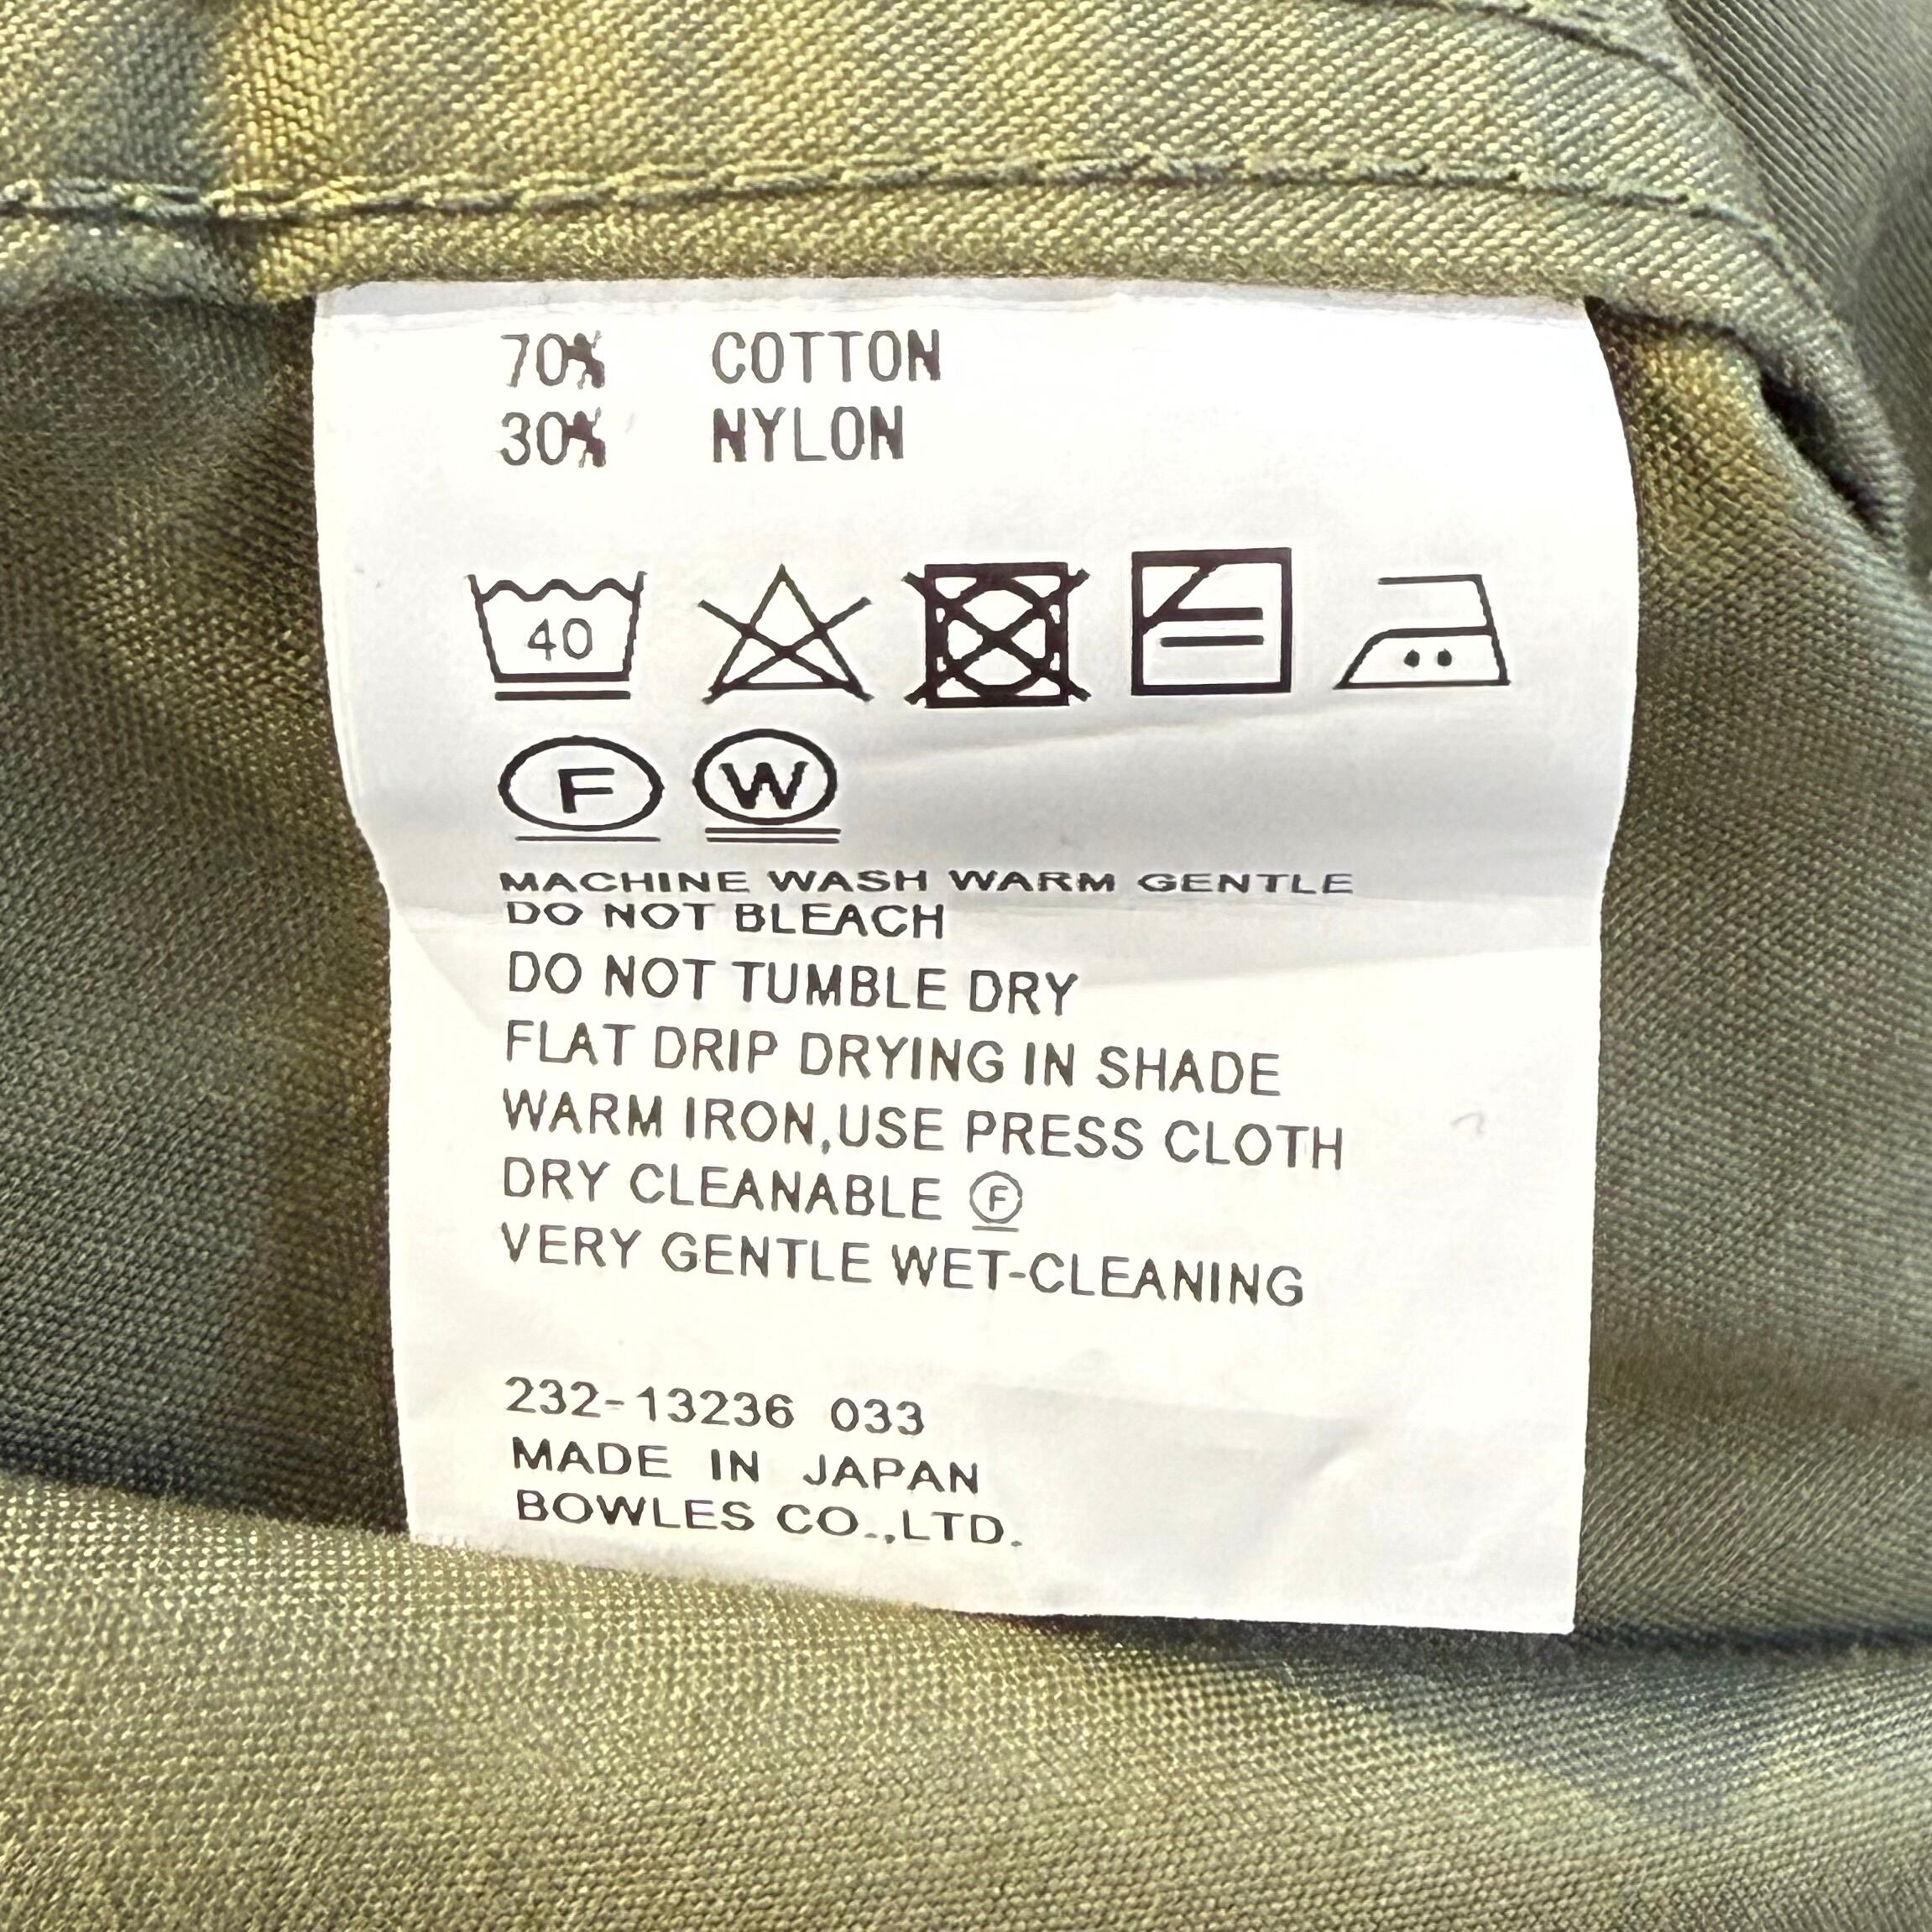 70% COTTON
30% NYLON
40
F W
MACHINE WASH WARM GENTLE
DO NOT BLEACH
DO NOT TUMBLE DRY
FLAT DRIP DRYING IN SHADE
WARM IRON,USE PRESS CLOTH
DRY CLEANABLE Ⓕ
VERY GENTLE WET-CLEANING
232-13236 033
MADE IN JAPAN
BOWLES CO.,LTD.